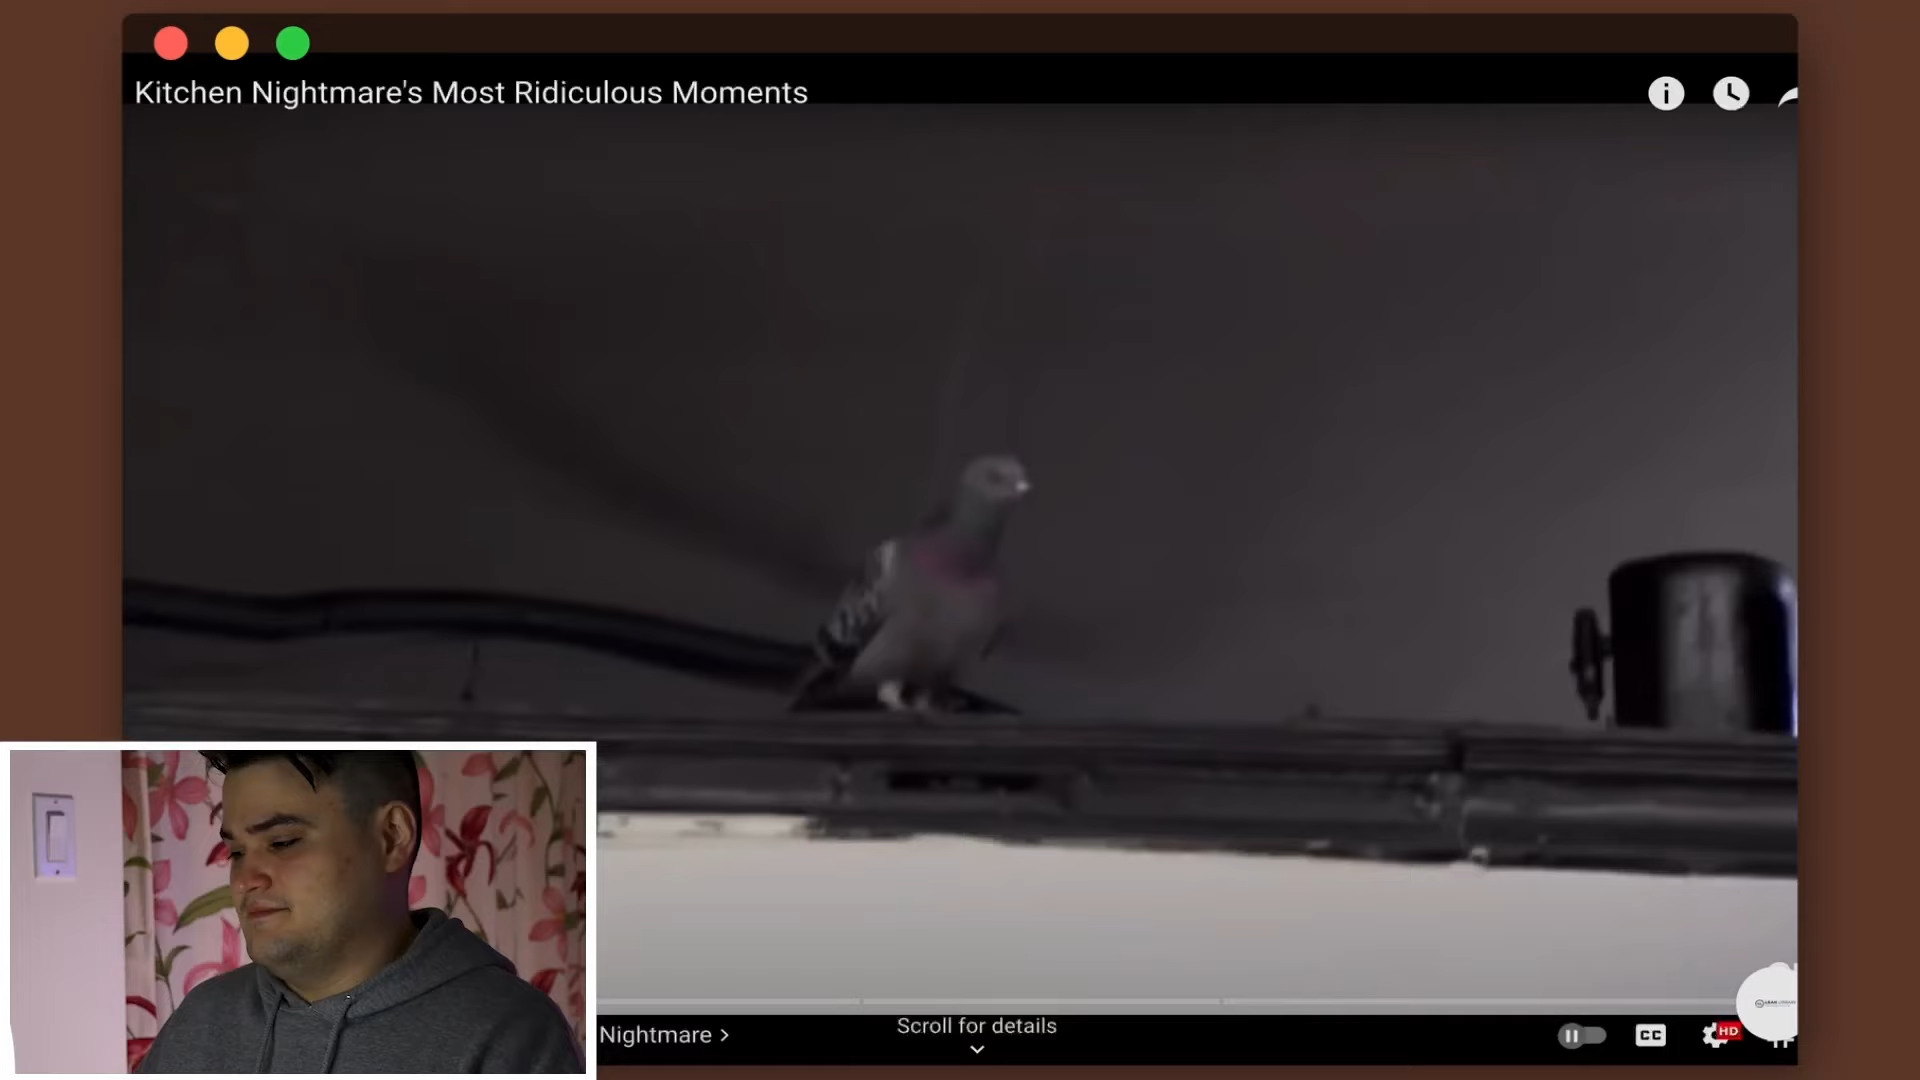 Kitchen Nightmare's Most Ridiculous Moments
Nightmare >
Scroll for details
CC
HD